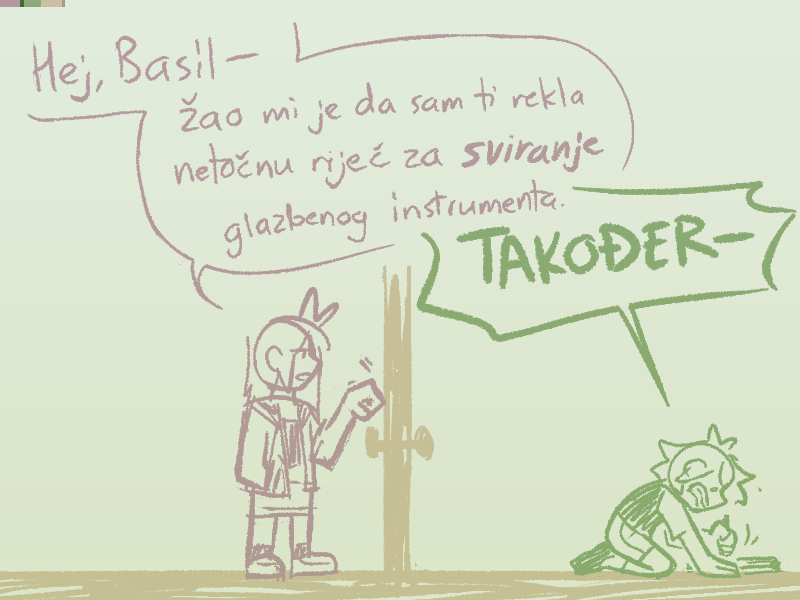 Hej, Basil—
žao mi je da sam ti rekla
netočnu riječ za sviranje
glazbenog instrumenta.
TAKOĐER—